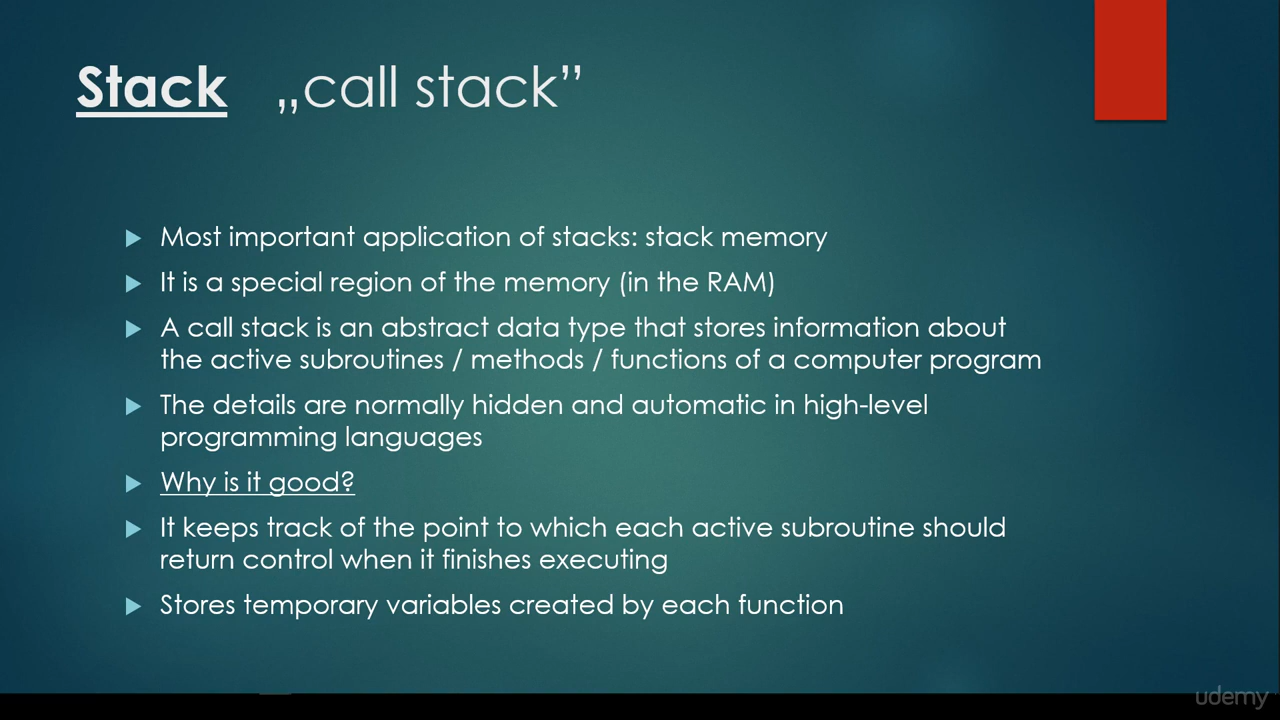 Stack „call stack”
Most important application of stacks: stack memory
It is a special region of the memory (in the RAM)
A call stack is an abstract data type that stores information about
the active subroutines / methods / functions of a computer program
The details are normally hidden and automatic in high-level
programming languages
Why is it good?
It keeps track of the point to which each active subroutine should
return control when it finishes executing
Stores temporary variables created by each function
udemy